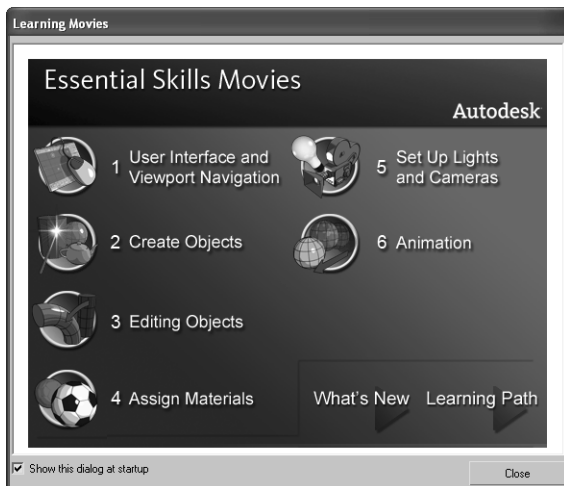 Learning Movies
Essential Skills Movies
Autodesk
1 User Interface and
Viewport Navigation
2 Create Objects
3 Editing Objects
4 Assign Materials
5 Set Up Lights
and Cameras
6 Animation
What's New
Learning Path
Show this dialog at startup
Close